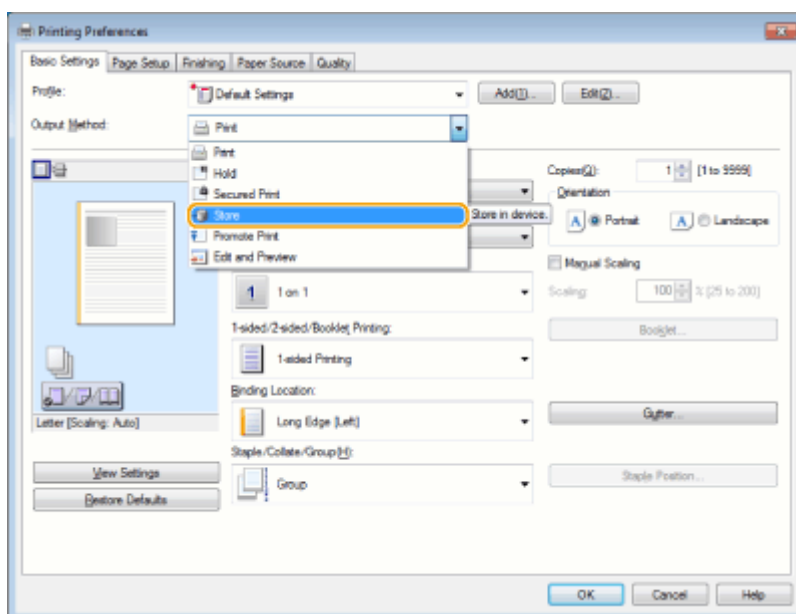 Printing Preferences
Basic Settings Page Setup Finishing Paper Source Quality
Profile: Default Settings Add(1)... Edit(2)...
Output Method: Print
Print
Hold
Secured Print
Store
Store in device.
Promote Print
Edit and Preview
Copies(Q): 1 [1 to 9999]
Orientation
A Portrait A Landscape
Manual Scaling
Scaling: 100 % [25 to 200]
1 1 on 1
1-sided/2-sided/Booklet Printing:
1-sided Printing
Booklet...
Binding Location:
Long Edge [Left]
Gutter...
Letter [Scaling: Auto]
Staple/Collate/Group(H):
Group
Staple Position...
View Settings
Restore Defaults
OK Cancel Help